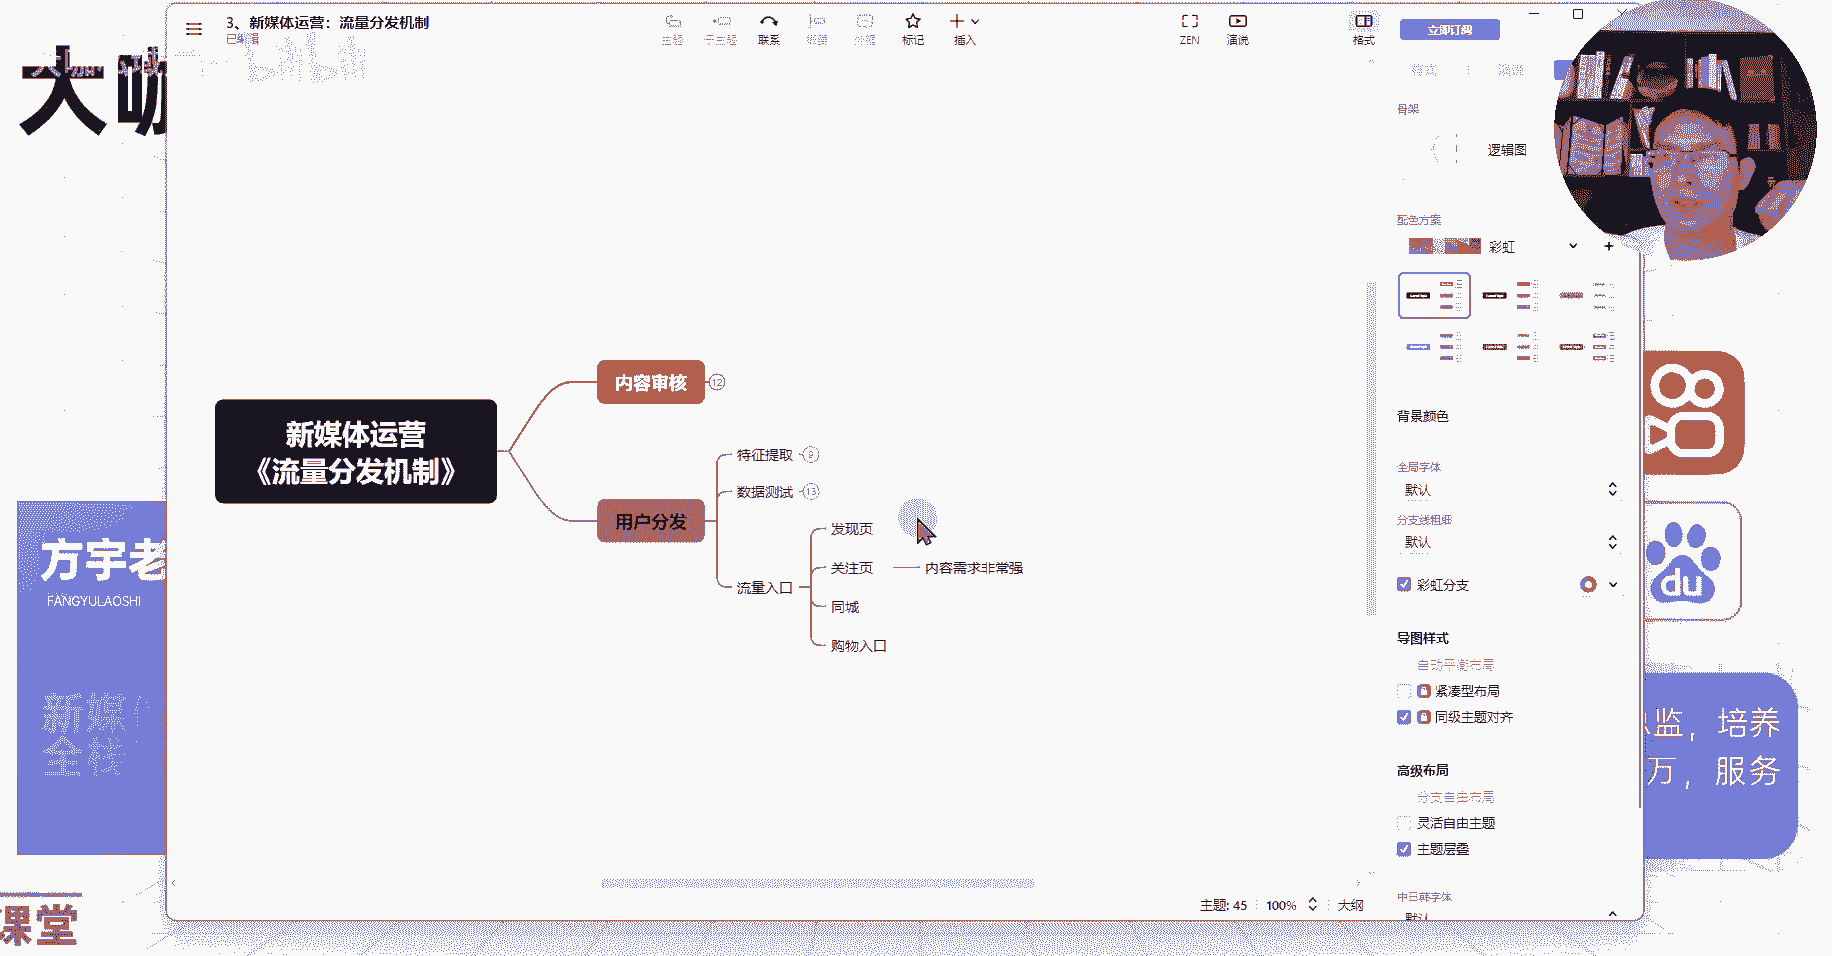 3、新媒体运营：流量分发机制
已编辑
主题
子主题
联系
概要
外框
标记
插入
ZEN
演说
格式
立即订阅
大咖
骨架
逻辑图
配色方案
彩虹
背景颜色
全局字体
默认
分支线粗细
默认
彩虹分支
导图样式
自动平衡布局
紧凑型布局
同级主题对齐
高级布局
分支自由布局
灵活自由主题
主题层叠
中日韩字体
默认
新媒体运营
《流量分发机制》
内容审核
12
用户分发
特征提取
9
数据测试
13
流量入口
发现页
关注页
内容需求非常强
同城
购物入口
主题: 45
100%
大纲
方宇老
FANGYULAOSHI
新媒体
全栈
课堂
du
总监，培养
万，服务